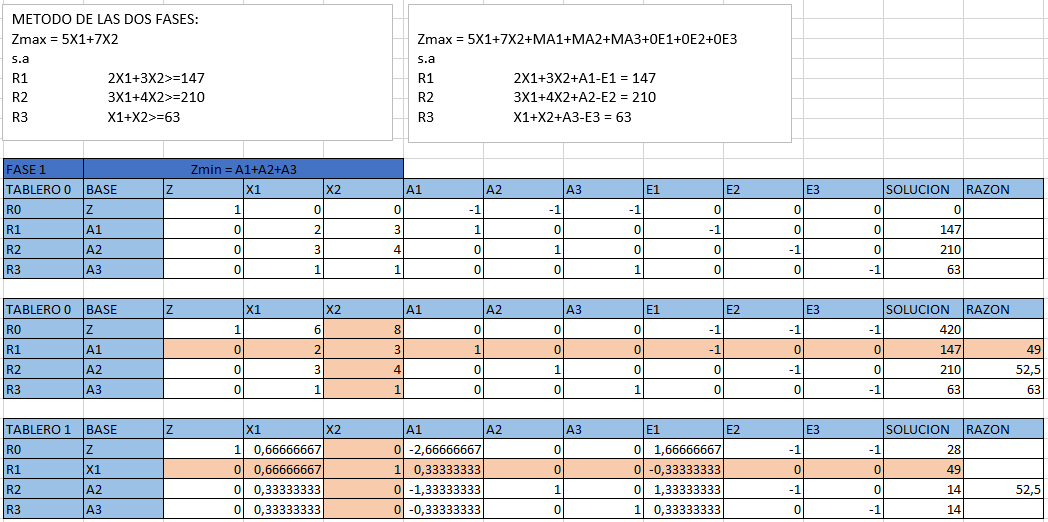 METODO DE LAS DOS FASES:
Zmax = 5X1+7X2
s.a
R1 2X1+3X2>=147
R2 3X1+4X2>=210
R3 X1+X2>=63
Zmax = 5X1+7X2+MA1+MA2+MA3+0E1+0E2+0E3
s.a
R1 2X1+3X2+A1-E1 = 147
R2 3X1+4X2+A2-E2 = 210
R3 X1+X2+A3-E3 = 63
FASE 1 Zmin = A1+A2+A3
TABLERO 0 BASE Z X1 X2 A1 A2 A3 E1 E2 E3 SOLUCION RAZON
R0 Z 1 0 0 -1 -1 -1 0 0 0 0
R1 A1 0 2 3 1 0 0 -1 0 0 147
R2 A2 0 3 4 0 1 0 0 -1 0 210
R3 A3 0 1 1 0 0 1 0 0 -1 63
TABLERO 0 BASE Z X1 X2 A1 A2 A3 E1 E2 E3 SOLUCION RAZON
R0 Z 1 6 8 0 0 0 -1 -1 -1 420
R1 A1 0 2 3 1 0 0 -1 0 0 147 49
R2 A2 0 3 4 0 1 0 0 -1 0 210 52,5
R3 A3 0 1 1 0 0 1 0 0 -1 63 63
TABLERO 1 BASE Z X1 X2 A1 A2 A3 E1 E2 E3 SOLUCION RAZON
R0 Z 1 0,66666667 0 -2,66666667 0 0 1,66666667 -1 -1 28
R1 X1 0 0,66666667 1 0,33333333 0 0 -0,33333333 0 0 49
R2 A2 0 0,33333333 0 -1,33333333 1 0 1,33333333 -1 0 14 52,5
R3 A3 0 0,33333333 0 -0,33333333 0 1 0,33333333 0 -1 14